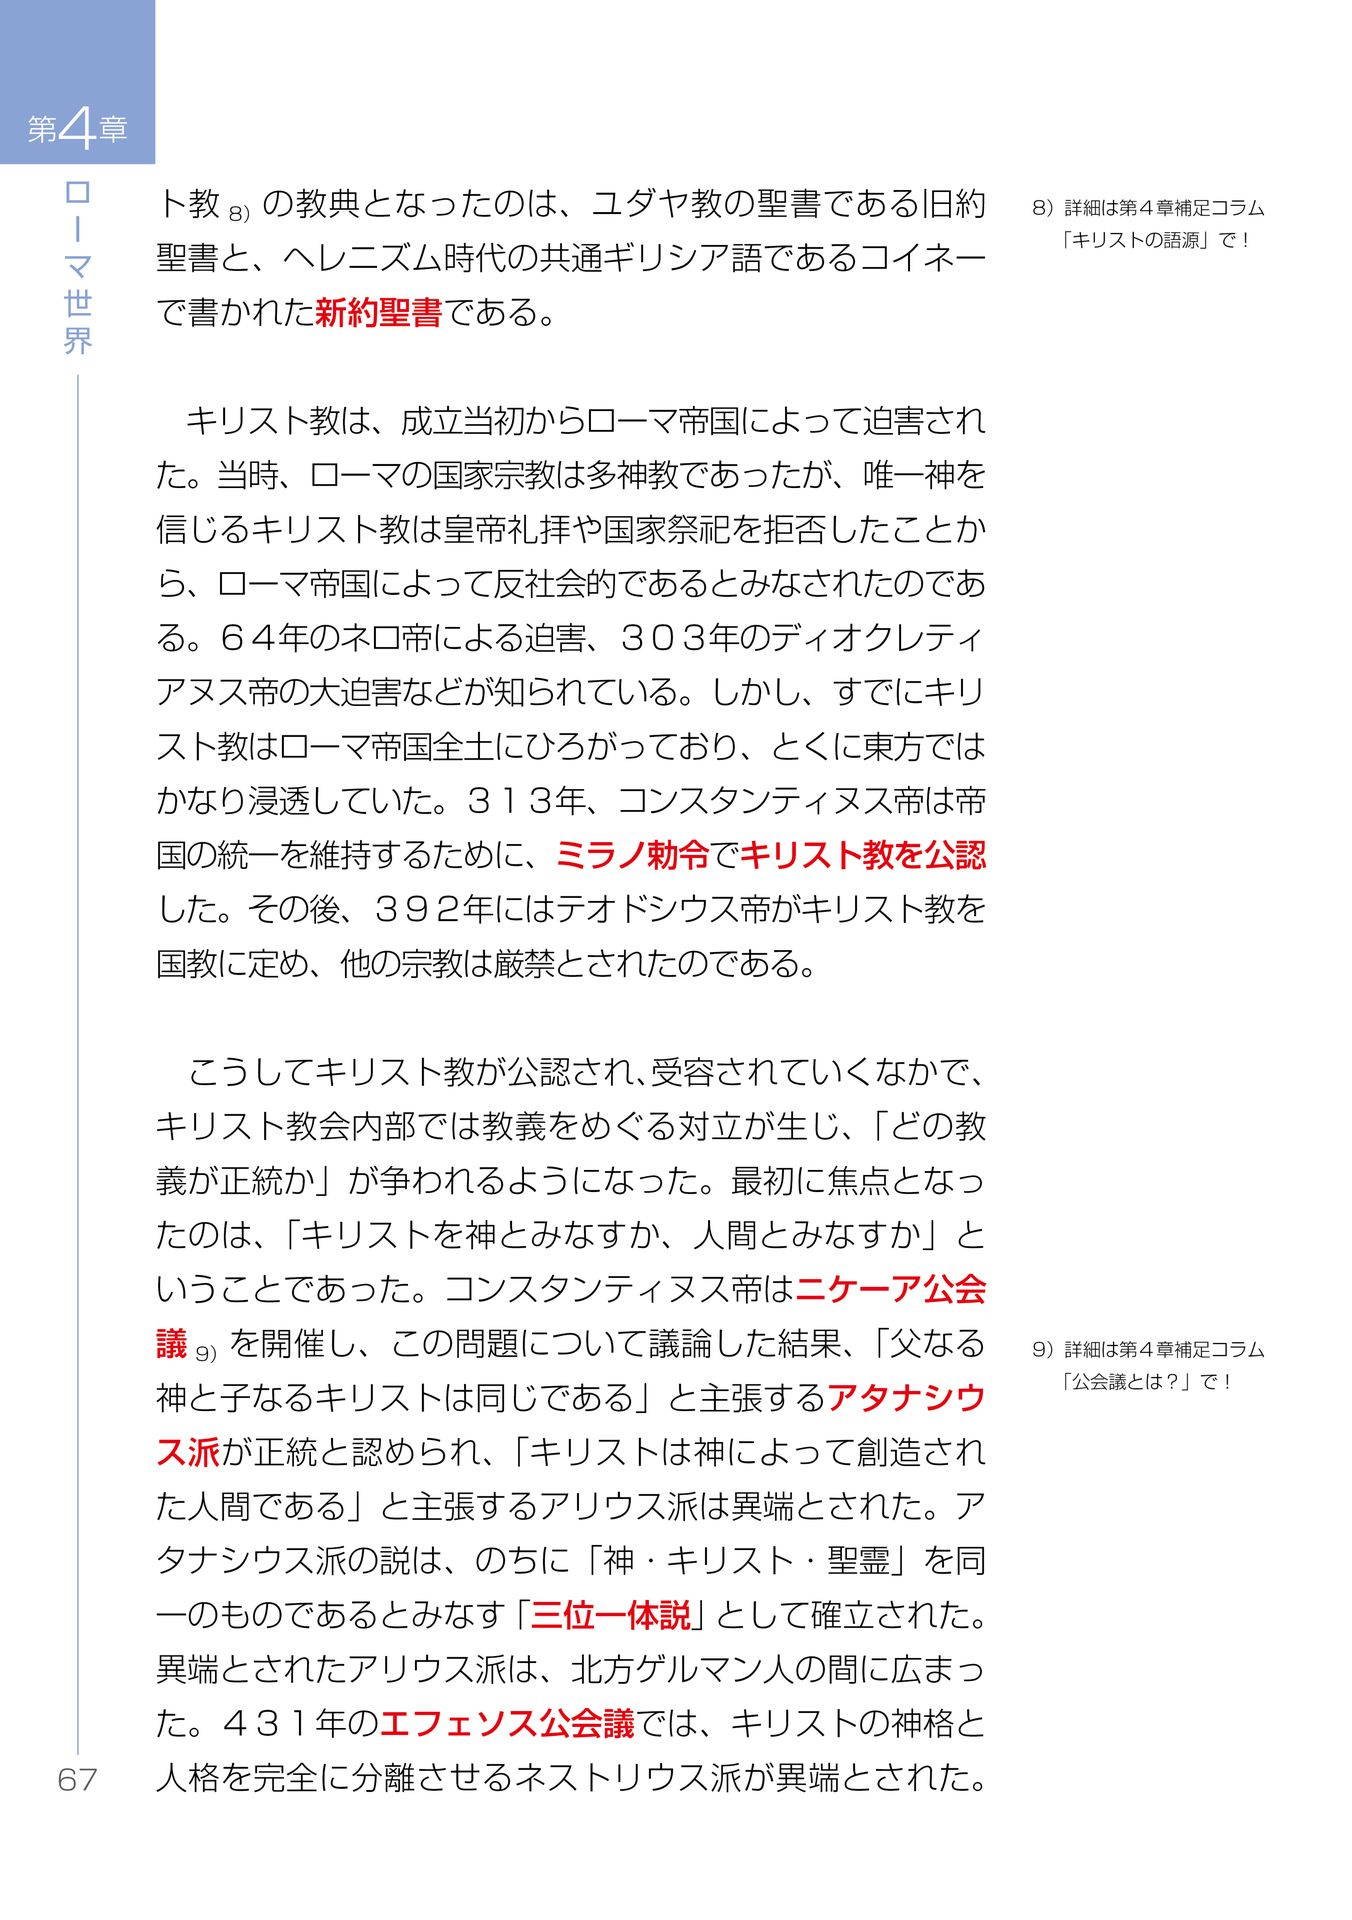 第4章
ローマ世界
ト教 8) の教典となったのは、ユダヤ教の聖書である旧約
聖書と、ヘレニズム時代の共通ギリシア語であるコイネー
で書かれた新約聖書である。
8）詳細は第４章補足コラム
「キリストの語源」で！
キリスト教は、成立当初からローマ帝国によって迫害され
た。当時、ローマの国家宗教は多神教であったが、唯一神を
信じるキリスト教は皇帝礼拝や国家祭祀を拒否したことか
ら、ローマ帝国によって反社会的であるとみなされたのであ
る。６４年のネロ帝による迫害、３０３年のディオクレティ
アヌス帝の大迫害などが知られている。しかし、すでにキリ
スト教はローマ帝国全土にひろがっており、とくに東方では
かなり浸透していた。３１３年、コンスタンティヌス帝は帝
国の統一を維持するために、ミラノ勅令でキリスト教を公認
した。その後、３９２年にはテオドシウス帝がキリスト教を
国教に定め、他の宗教は厳禁とされたのである。
こうしてキリスト教が公認され、受容されていくなかで、
キリスト教会内部では教義をめぐる対立が生じ、「どの教
義が正統か」が争われるようになった。最初に焦点となっ
たのは、「キリストを神とみなすか、人間とみなすか」と
いうことであった。コンスタンティヌス帝はニケーア公会
議 9) を開催し、この問題について議論した結果、「父なる
神と子なるキリストは同じである」と主張するアタナシウ
ス派が正統と認められ、「キリストは神によって創造され
た人間である」と主張するアリウス派は異端とされた。ア
タナシウス派の説は、のちに「神・キリスト・聖霊」を同
一のものであるとみなす「三位一体説」として確立された。
異端とされたアリウス派は、北方ゲルマン人の間に広まっ
た。４３１年のエフェソス公会議では、キリストの神格と
人格を完全に分離させるネストリウス派が異端とされた。
9）詳細は第４章補足コラム
「公会議とは？」で！
67